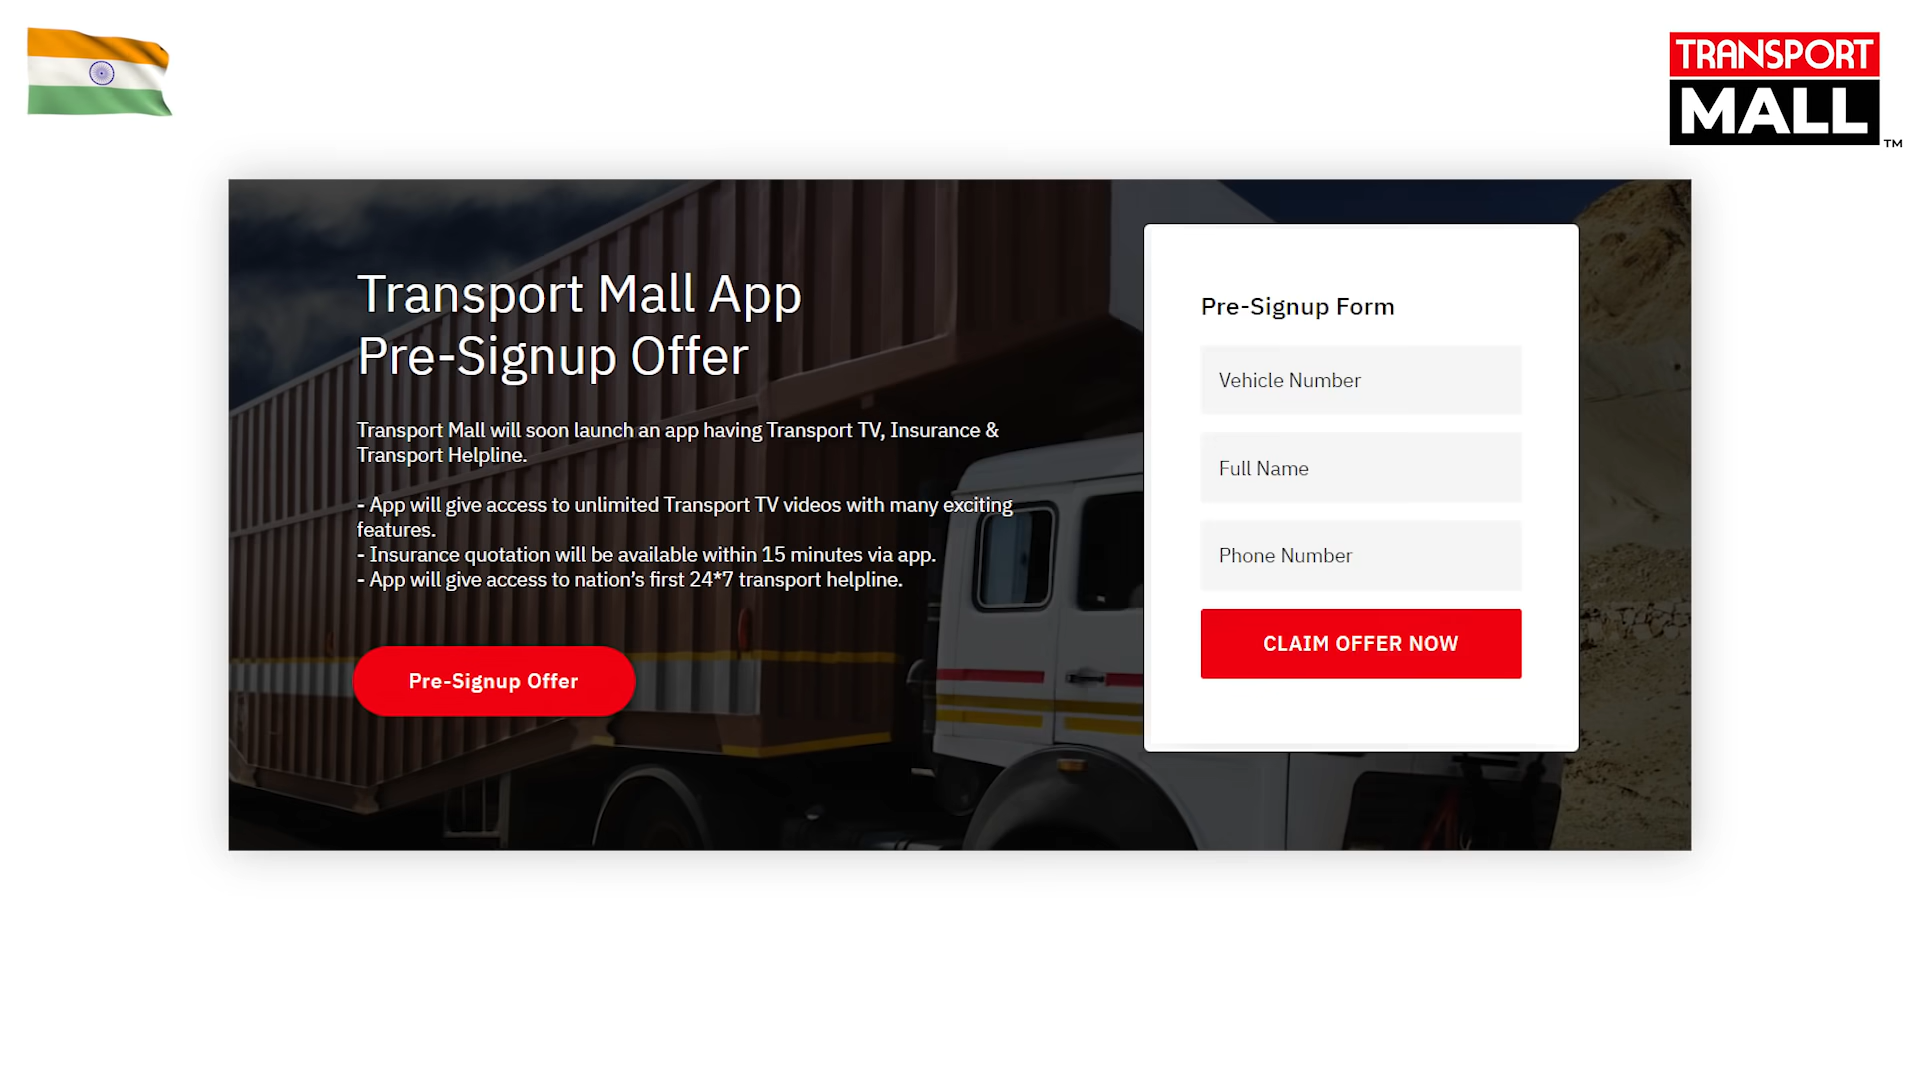 TRANSPORT
MALL
TM
Transport Mall App
Pre-Signup Offer
Transport Mall will soon launch an app having Transport TV, Insurance &
Transport Helpline.
- App will give access to unlimited Transport TV videos with many exciting
features.
- Insurance quotation will be available within 15 minutes via app.
- App will give access to nation’s first 24*7 transport helpline.
Pre-Signup Offer
Pre-Signup Form
Vehicle Number
Full Name
Phone Number
CLAIM OFFER NOW